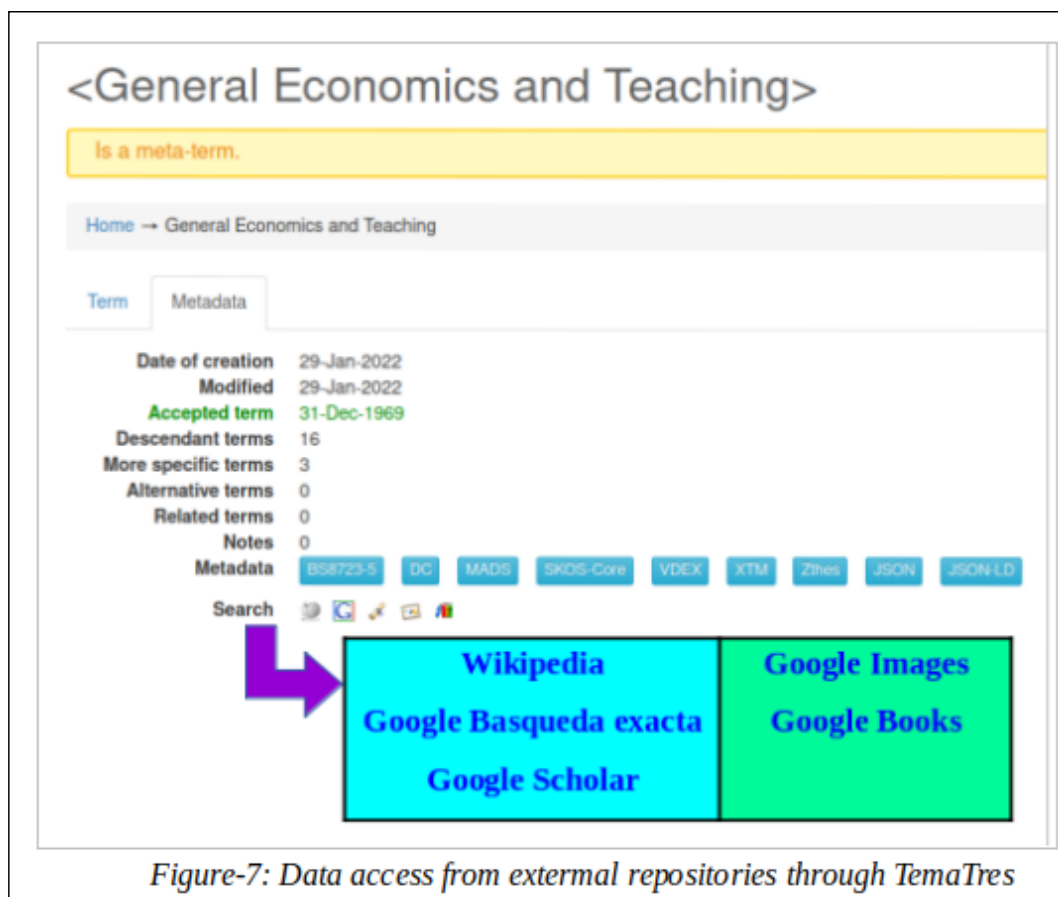 <General Economics and Teaching>
Is a meta-term.
Home → General Economics and Teaching
Term Metadata
Date of creation 29-Jan-2022
Modified 29-Jan-2022
Accepted term 31-Dec-1969
Descendant terms 16
More specific terms 3
Alternative terms 0
Related terms 0
Notes 0
Metadata BS8723-5 DC MADS SKOS-Core VDEX XTM Zthes JSON JSON-LD
Search
Wikipedia Google Images
Google Basqueda exacta Google Books
Google Scholar
Figure-7: Data access from extermal repositories through TemaTres